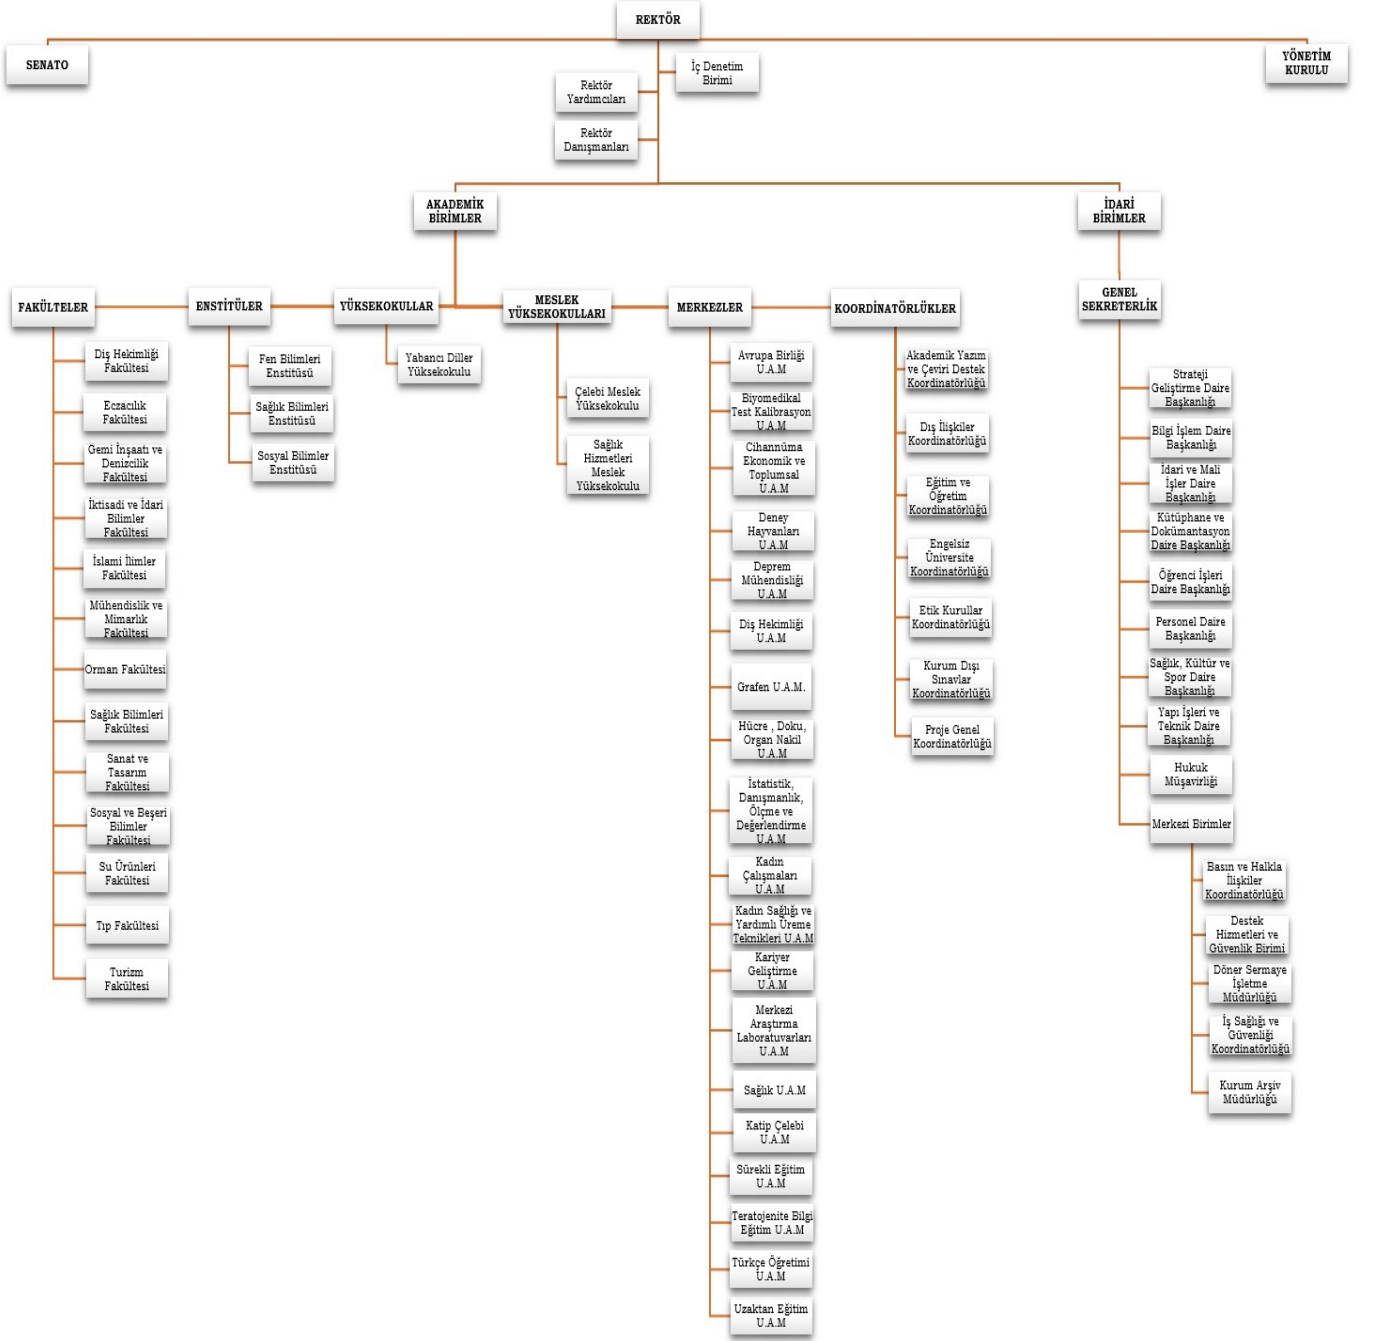 REKTÖR
SENATO
YÖNETİM
KURULU
İç Denetim
Birimi
Rektör
Yardımcıları
Rektör
Danışmanları
AKADEMİK
BİRİMLER
İDARİ
BİRİMLER
FAKÜLTELER
Diş Hekimliği
Fakültesi
Eczacılık
Fakültesi
Gemi İnşaatı ve
Denizcilik
Fakültesi
İktisadi ve İdari
Bilimler
Fakültesi
İslami İlimler
Fakültesi
Mühendislik ve
Mimarlık
Fakültesi
Orman Fakültesi
Sağlık Bilimleri
Fakültesi
Sanat ve
Tasarım
Fakültesi
Sosyal ve Beşeri
Bilimler
Fakültesi
Su Ürünleri
Fakültesi
Tıp Fakültesi
Turizm
Fakültesi
ENSTİTÜLER
Fen Bilimleri
Enstitüsü
Sağlık Bilimleri
Enstitüsü
Sosyal Bilimler
Enstitüsü
YÜKSEKOKULLAR
Yabancı Diller
Yüksekokulu
MESLEK
YÜKSEKOKULLARI
Çelebi Meslek
Yüksekokulu
Sağlık
Hizmetleri
Meslek
Yüksekokulu
MERKEZLER
Avrupa Birliği
U.A.M
Biyomedikal
Test Kalibrasyon
U.A.M
Cihannüma
Ekonomik ve
Toplumsal
U.A.M
Deney
Hayvanları
U.A.M
Deprem
Mühendisliği
U.A.M
Diş Hekimliği
U.A.M
Grafen U.A.M.
Hücre , Doku,
Organ Nakil
U.A.M
İstatistik,
Danışmanlık,
Ölçme ve
Değerlendirme
U.A.M
Kadın
Çalışmaları
U.A.M
Kadın Sağlığı ve
Yardımlı Üreme
Teknikleri U.A.M
Kariyer
Geliştirme
U.A.M
Merkezi
Araştırma
Laboratuvarları
U.A.M
Sağlık U.A.M
Katip Çelebi
U.A.M
Sürekli Eğitim
U.A.M
Teratojenite Bilgi
Eğitim U.A.M
Türkçe Öğretimi
U.A.M
Uzaktan Eğitim
U.A.M
KOORDİNATÖRLÜKLER
Akademik Yazım
ve Çeviri Destek
Koordinatörlüğü
Dış İlişkiler
Koordinatörlüğü
Eğitim ve
Öğretim
Koordinatörlüğü
Engelsiz
Üniversite
Koordinatörlüğü
Etik Kurullar
Koordinatörlüğü
Kurum Dışı
Sınavlar
Koordinatörlüğü
Proje Genel
Koordinatörlüğü
GENEL
SEKRETERLİK
Strateji
Geliştirme Daire
Başkanlığı
Bilgi İşlem Daire
Başkanlığı
İdari ve Mali
İşler Daire
Başkanlığı
Kütüphane ve
Dokümantasyon
Daire Başkanlığı
Öğrenci İşleri
Daire Başkanlığı
Personel Daire
Başkanlığı
Sağlık, Kültür ve
Spor Daire
Başkanlığı
Yapı İşleri ve
Teknik Daire
Başkanlığı
Hukuk
Müşavirliği
Merkezi Birimler
Basın ve Halkla
İlişkiler
Koordinatörlüğü
Destek
Hizmetleri ve
Güvenlik Birimi
Döner Sermaye
İşletme
Müdürlüğü
İş Sağlığı ve
Güvenliği
Koordinatörlüğü
Kurum Arşiv
Müdürlüğü